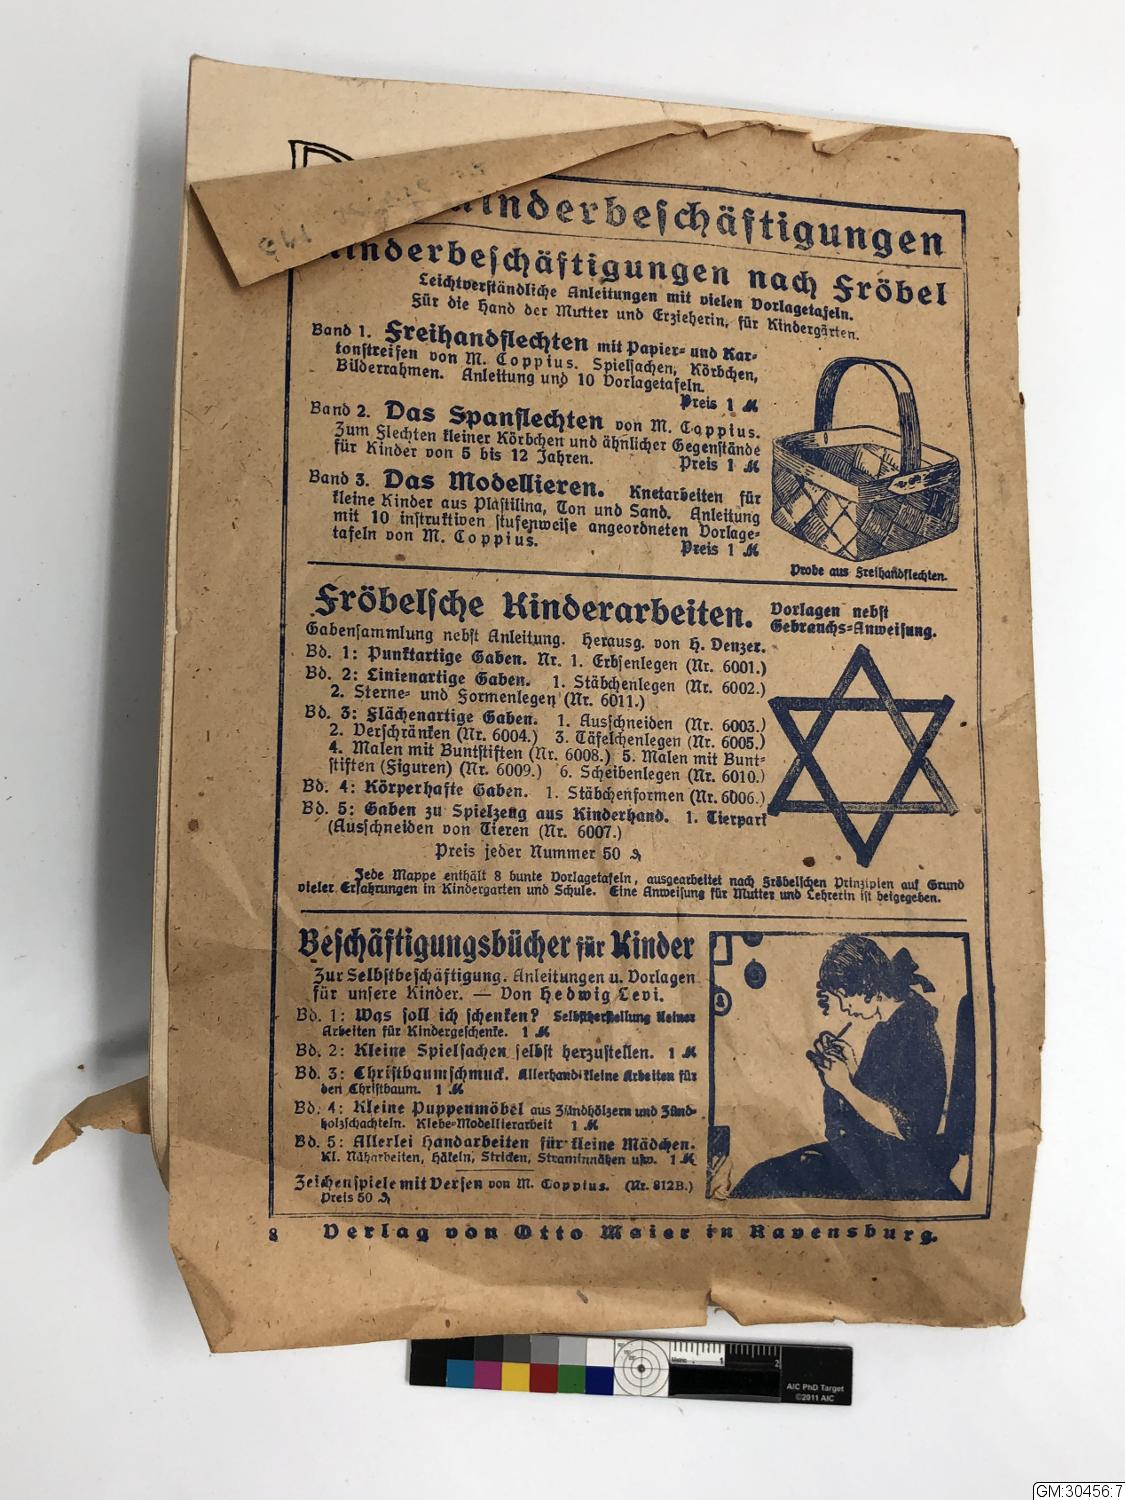 Kinderbeschäftigungen
Kinderbeschäftigungen nach Fröbel
Leichtverständliche Anleitungen mit vielen Vorlagetafeln.
Für die Hand der Mutter und Erzieherin, für Kindergärten.
Band 1. Freihandflechten mit Papier- und Kar-
tonstreifen von M. Coppius. Spielsachen, Körbchen,
Bilderrahmen. Anleitung und 10 Vorlagetafeln.
Preis 1 ℳ
Band 2. Das Spanflechten von M. Coppius.
Zum Flechten kleiner Körbchen und ähnlicher Gegenstände
für Kinder von 5 bis 12 Jahren. Preis 1 ℳ
Band 3. Das Modellieren. Knetarbeiten für
kleine Kinder aus Plastilina, Ton und Sand. Anleitung
mit 10 instruktiven stufenweise angeordneten Vorlage-
tafeln von M. Coppius. Preis 1 ℳ
Probe aus Freihandflechten.
Fröbelsche Kinderarbeiten. Vorlagen nebst
Gebrauchs-Anweisung.
Gabensammlung nebst Anleitung. Herausg. von H. Denzer.
Bd. 1: Punktartige Gaben. Nr. 1. Erbsenlegen (Nr. 6001.)
Bd. 2: Linienartige Gaben. 1. Stäbchenlegen (Nr. 6002.)
2. Sterne- und Formenlegen (Nr. 6011.)
Bd. 3: Flächenartige Gaben. 1. Ausschneiden (Nr. 6003.)
2. Verschränken (Nr. 6004.) 3. Täfelchenlegen (Nr. 6005.)
4. Malen mit Buntstiften (Nr. 6008.) 5. Malen mit Bunt-
stiften (Figuren) (Nr. 6009.) 6. Scheibenlegen (Nr. 6010.)
Bd. 4: Körperhafte Gaben. 1. Stäbchenformen (Nr. 6006.)
Bd. 5: Gaben zu Spielzeug aus Kinderhand. 1. Tierpark
(Ausschneiden von Tieren (Nr. 6007.)
Preis jeder Nummer 50 ₰
Jede Mappe enthält 8 bunte Vorlagetafeln, ausgearbeitet nach Fröbelschen Prinzipien auf Grund
vieler Erfahrungen in Kindergarten und Schule. Eine Anweisung für Mutter und Lehrerin ist beigegeben.
Beschäftigungsbücher für Kinder
Zur Selbstbeschäftigung. Anleitungen u. Vorlagen
für unsere Kinder. — Von Hedwig Levi.
Bd. 1: Was soll ich schenken? Selbstherstellung kleiner
Arbeiten für Kindergeschenke. 1 ℳ
Bd. 2: Kleine Spielsachen selbst herzustellen. 1 ℳ
Bd. 3: Christbaumschmuck. Allerhand kleine Arbeiten für
den Christbaum. 1 ℳ
Bd. 4: Kleine Puppenmöbel aus Zündhölzern und Zünd-
holzschachteln. Klebe-Modellierarbeit 1 ℳ
Bd. 5: Allerlei Handarbeiten für kleine Mädchen.
Kl. Näharbeiten, Häkeln, Stricken, Straminnähen usw. 1 ℳ
Zeichenspiele mit Versen von M. Coppius. (Nr. 812B.)
Preis 50 ₰
8 Verlag von Otto Maier in Ravensburg.
AIC PhD Target
©2011 AIC
GM:30456:7